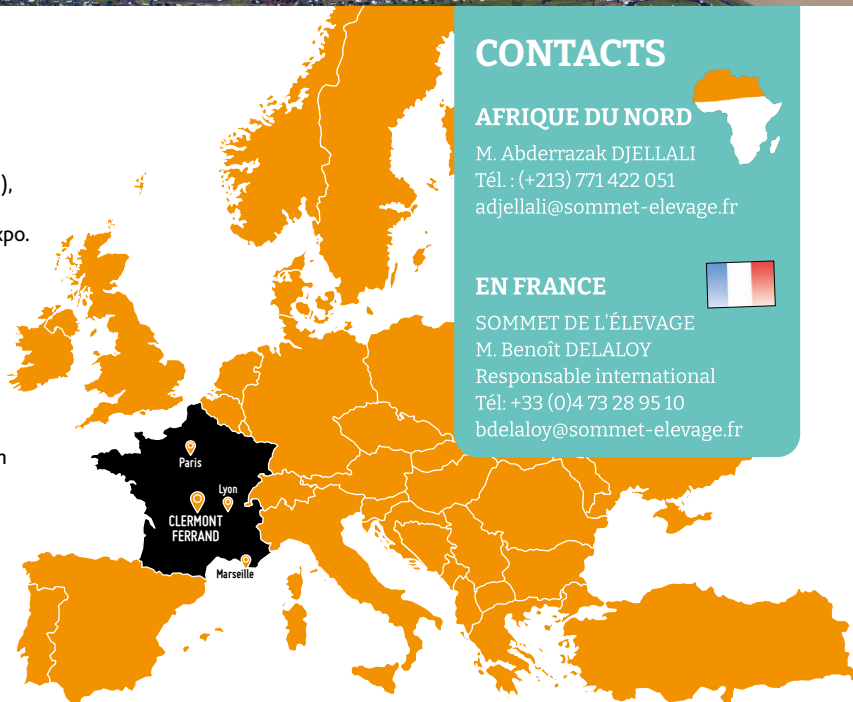 ),
xpo.
n
CONTACTS
AFRIQUE DU NORD
M. Abderrazak DJELLALI
Tél. : (+213) 771 422 051
adjellali@sommet-elevage.fr
EN FRANCE
SOMMET DE L’ÉLEVAGE
M. Benoît DELALOY
Responsable international
Tél: +33 (0)4 73 28 95 10
bdelaloy@sommet-elevage.fr
Paris
Lyon
CLERMONT
FERRAND
Marseille